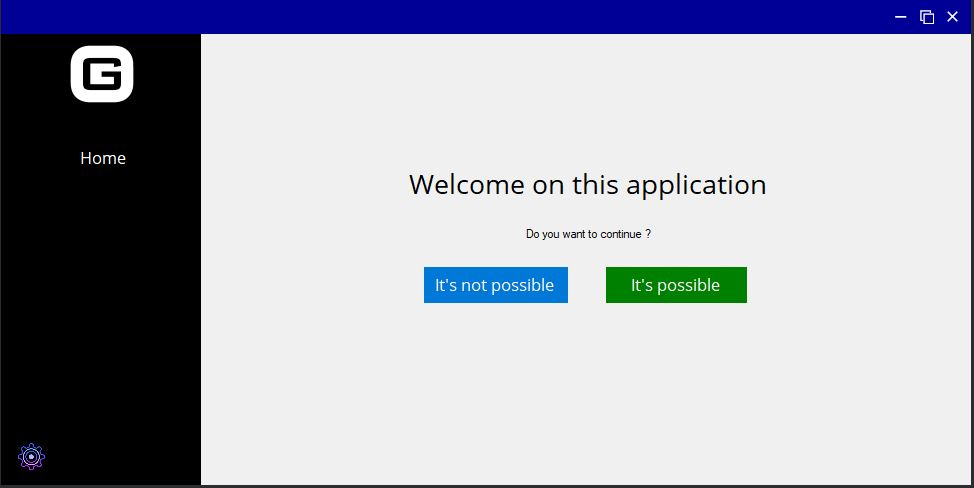 G
Home
Welcome on this application
Do you want to continue ?
It's not possible
It's possible